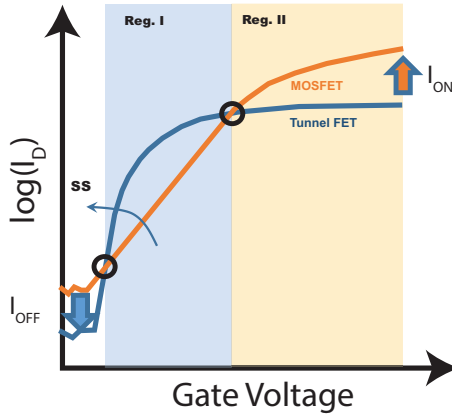 Reg. I
Reg. II
MOSFET
I_ON
Tunnel FET
SS
log(I_D)
I_OFF
Gate Voltage